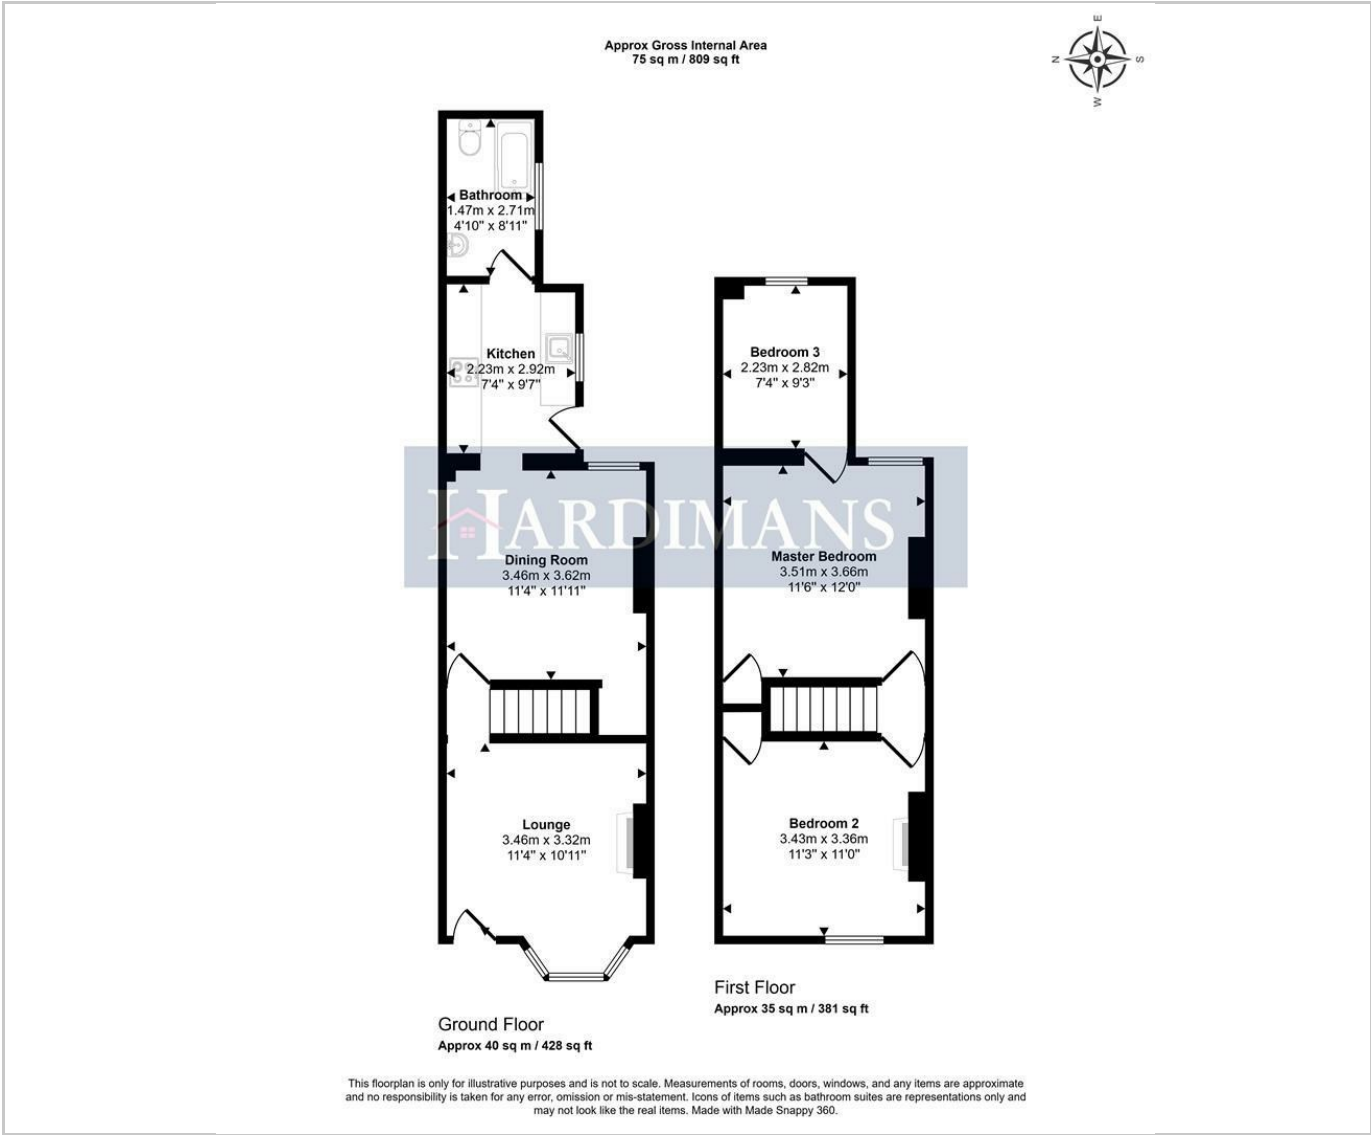 Approx Gross Internal Area
75 sq m / 809 sq ft
E
N
S
W
Bathroom
1.47m x 2.71m
4'10" x 8'11"
Kitchen
2.23m x 2.92m
7'4" x 9'7"
Bedroom 3
2.23m x 2.82m
7'4" x 9'3"
HARDIMANS
Dining Room
3.46m x 3.62m
11'4" x 11'11"
Master Bedroom
3.51m x 3.66m
11'6" x 12'0"
Lounge
3.46m x 3.32m
11'4" x 10'11"
Bedroom 2
3.43m x 3.36m
11'3" x 11'0"
First Floor
Approx 35 sq m / 381 sq ft
Ground Floor
Approx 40 sq m / 428 sq ft
This floorplan is only for illustrative purposes and is not to scale. Measurements of rooms, doors, windows, and any items are approximate
and no responsibility is taken for any error, omission or mis-statement. Icons of items such as bathroom suites are representations only and
may not look like the real items. Made with Made Snappy 360.